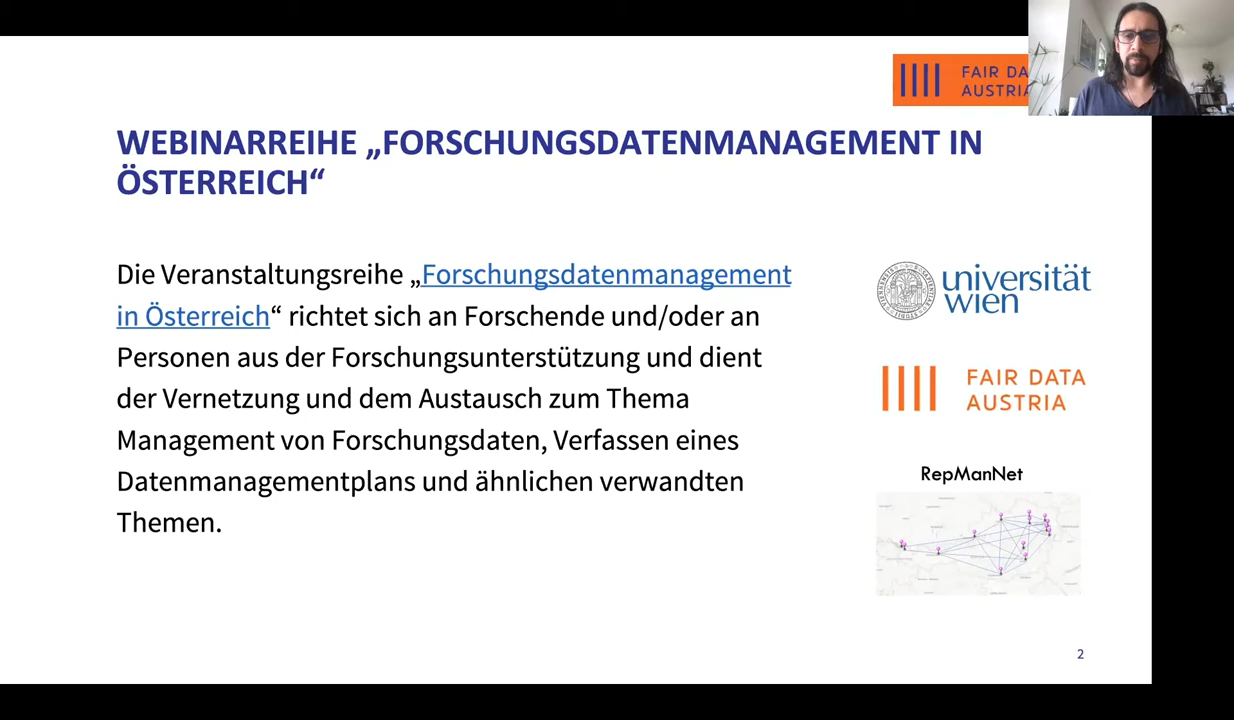 FAIR DA
AUSTRIA
WEBINARREIHE „FORSCHUNGSDATENMANAGEMENT IN
ÖSTERREICH“
Die Veranstaltungsreihe „Forschungsdatenmanagement
in Österreich“ richtet sich an Forschende und/oder an
Personen aus der Forschungsunterstützung und dient
der Vernetzung und dem Austausch zum Thema
Management von Forschungsdaten, Verfassen eines
Datenmanagementplans und ähnlichen verwandten
Themen.
universität
wien
FAIR DATA
AUSTRIA
RepManNet
2